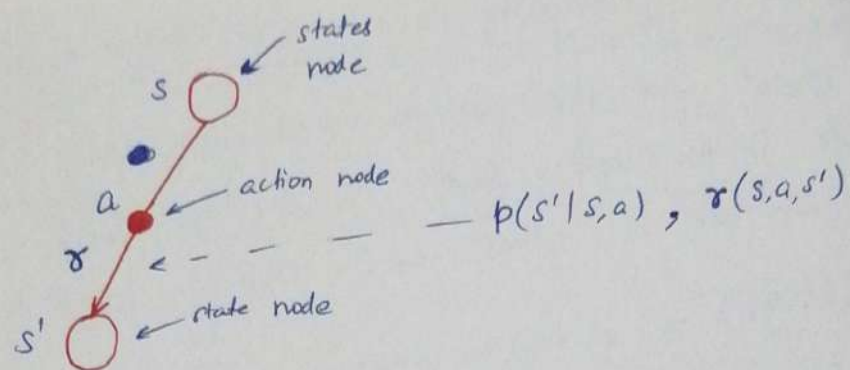 states
node
s
action node
a
p(s'|s,a) , r(s,a,s')
r
state node
s'